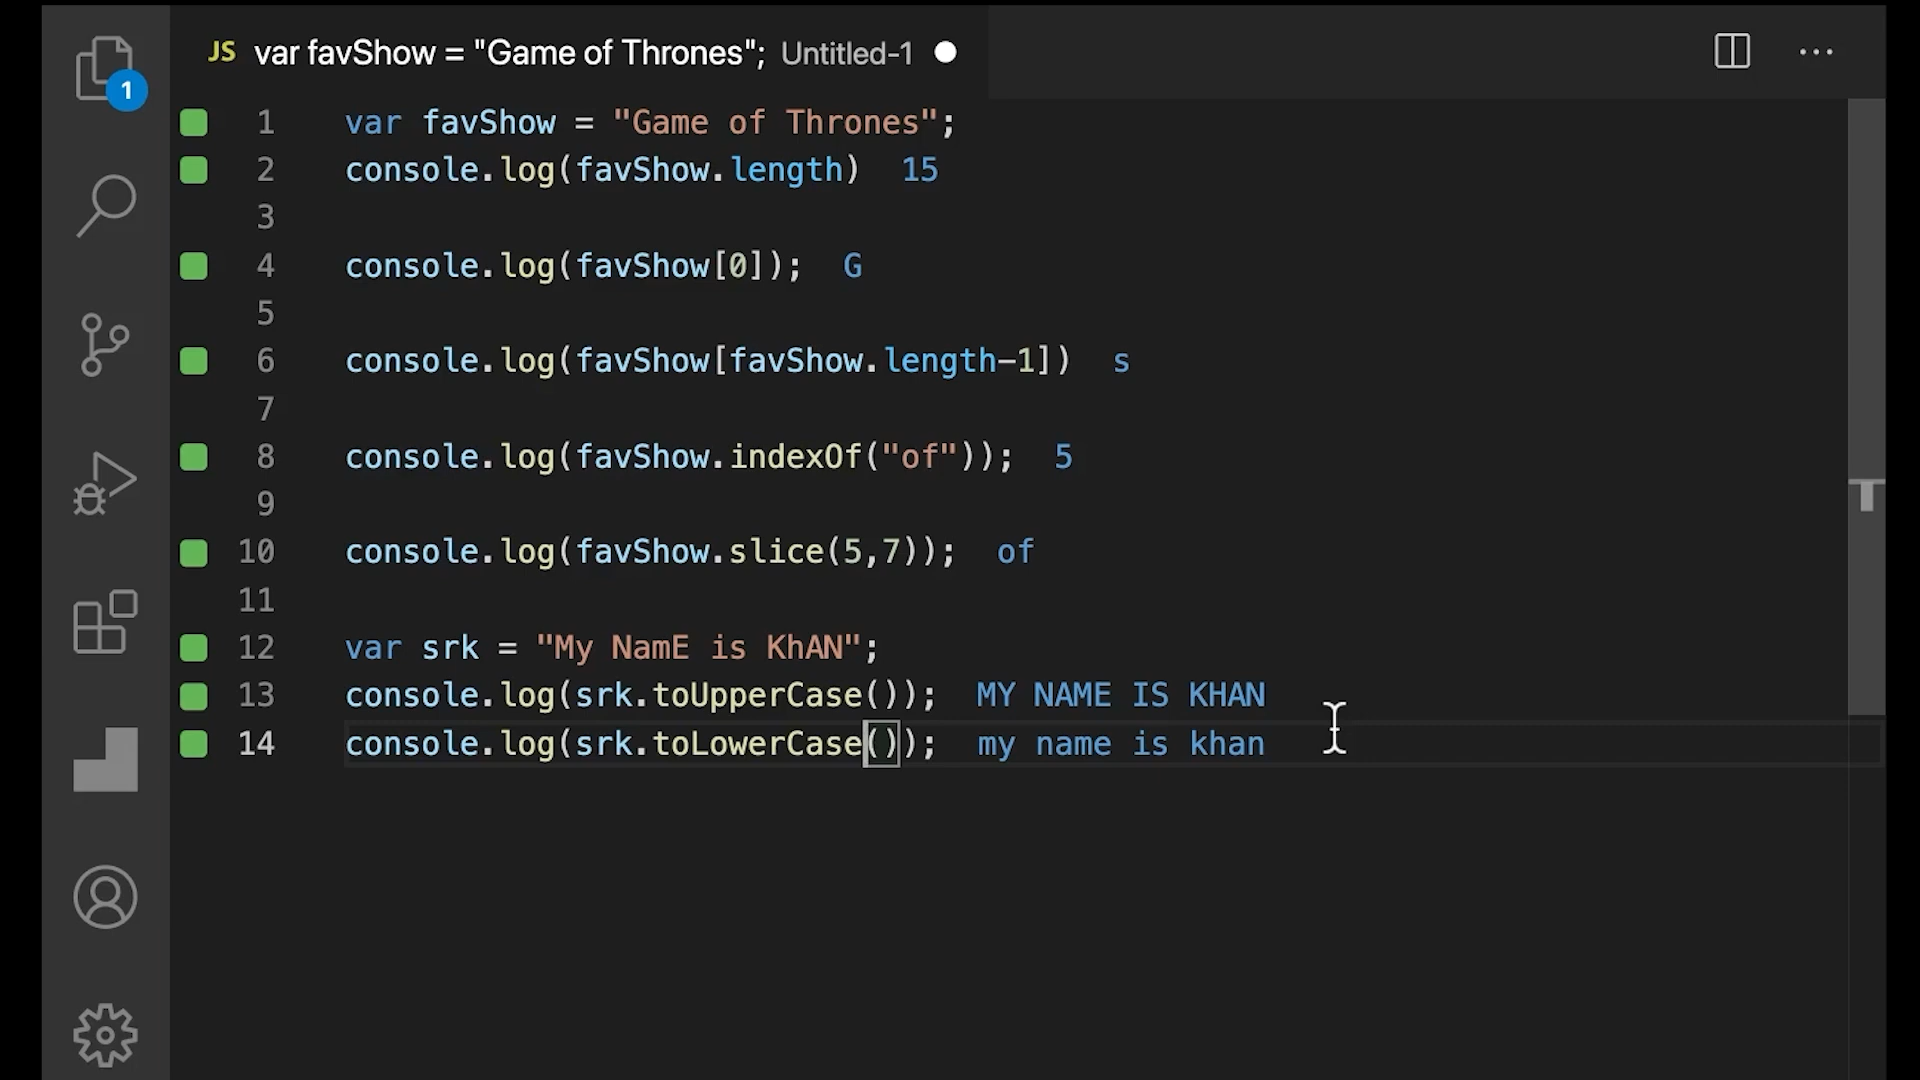 JS var favShow = "Game of Thrones"; Untitled-1
1
1 var favShow = "Game of Thrones";
2 console.log(favShow.length) 15
3
4 console.log(favShow[0]); G
5
6 console.log(favShow[favShow.length-1]) s
7
8 console.log(favShow.indexOf("of")); 5
9
10 console.log(favShow.slice(5,7)); of
11
12 var srk = "My NamE is KhAN";
13 console.log(srk.toUpperCase()); MY NAME IS KHAN
14 console.log(srk.toLowerCase()); my name is khan